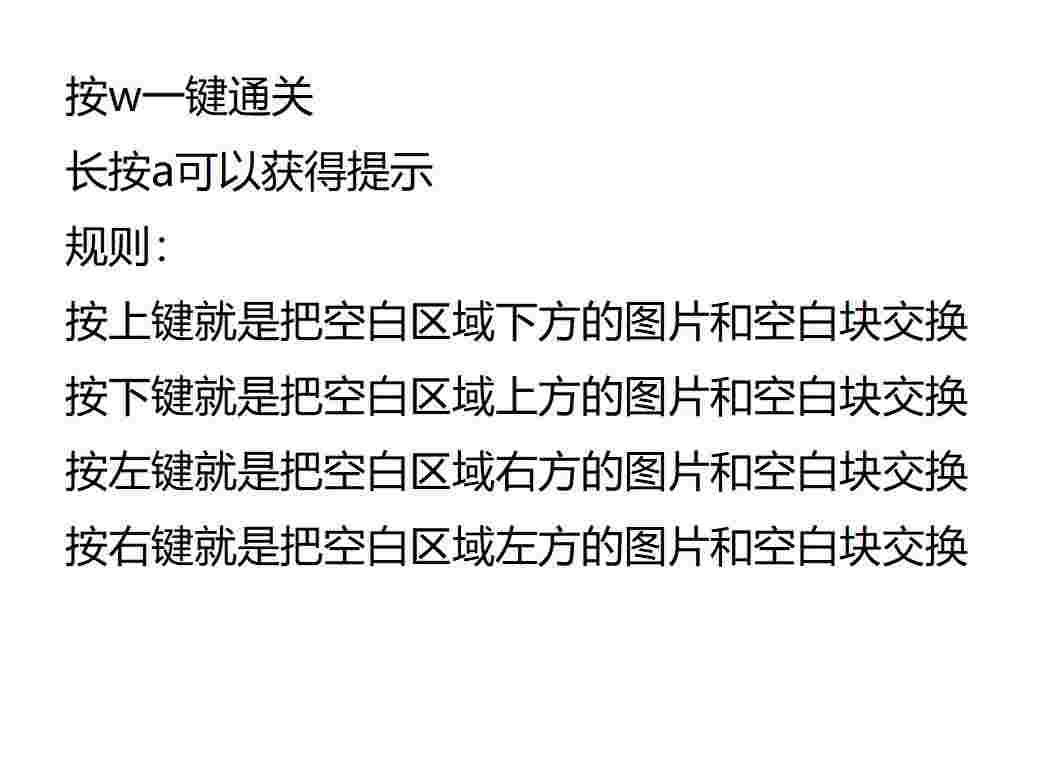 按w一键通关
长按a可以获得提示
规则：
按上键就是把空白区域下方的图片和空白块交换
按下键就是把空白区域上方的图片和空白块交换
按左键就是把空白区域右方的图片和空白块交换
按右键就是把空白区域左方的图片和空白块交换